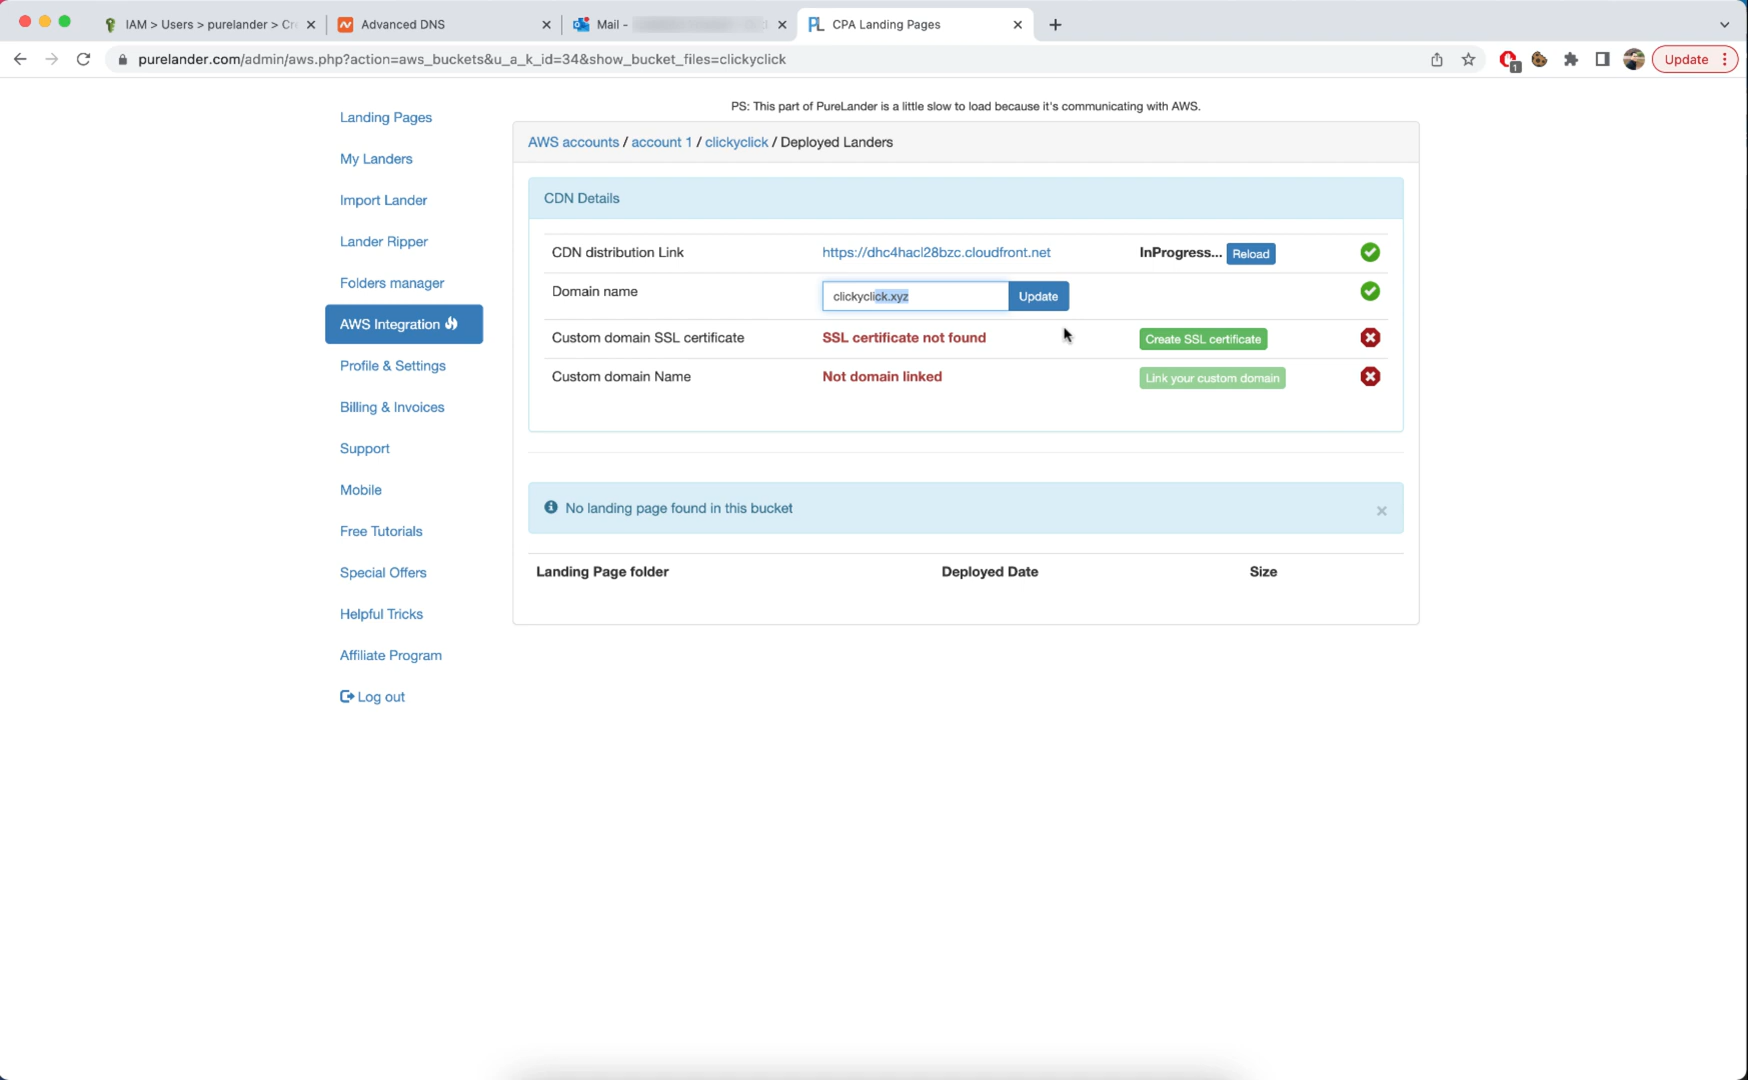 IAM > Users > purelander > Cr
Advanced DNS
Mail -
CPA Landing Pages
purelander.com/admin/aws.php?action=aws_buckets&u_a_k_id=34&show_bucket_files=clickyclick
1
Update
PS: This part of PureLander is a little slow to load because it's communicating with AWS.
Landing Pages
My Landers
Import Lander
Lander Ripper
Folders manager
AWS Integration
Profile & Settings
Billing & Invoices
Support
Mobile
Free Tutorials
Special Offers
Helpful Tricks
Affiliate Program
Log out
AWS accounts / account 1 / clickyclick / Deployed Landers
CDN Details
CDN distribution Link https://dhc4hacl28bzc.cloudfront.net InProgress... Reload
Domain name clickyclick.xyz Update
Custom domain SSL certificate SSL certificate not found Create SSL certificate
Custom domain Name Not domain linked Link your custom domain
No landing page found in this bucket
Landing Page folder Deployed Date Size